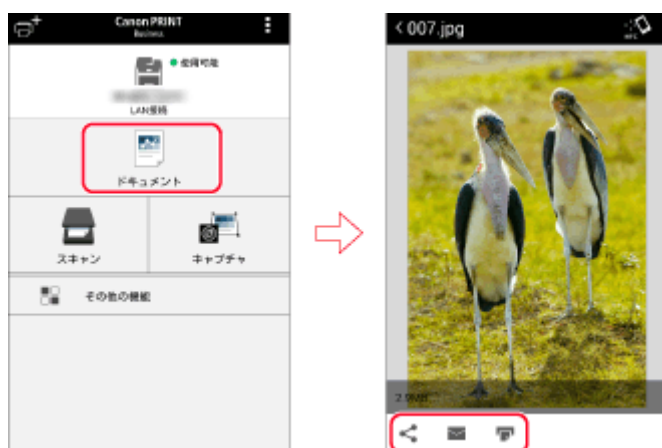 Canon PRINT
Business
使用可能
LAN接続
ドキュメント
スキャン
キャプチャ
その他の機能
007.jpg
2.9MB